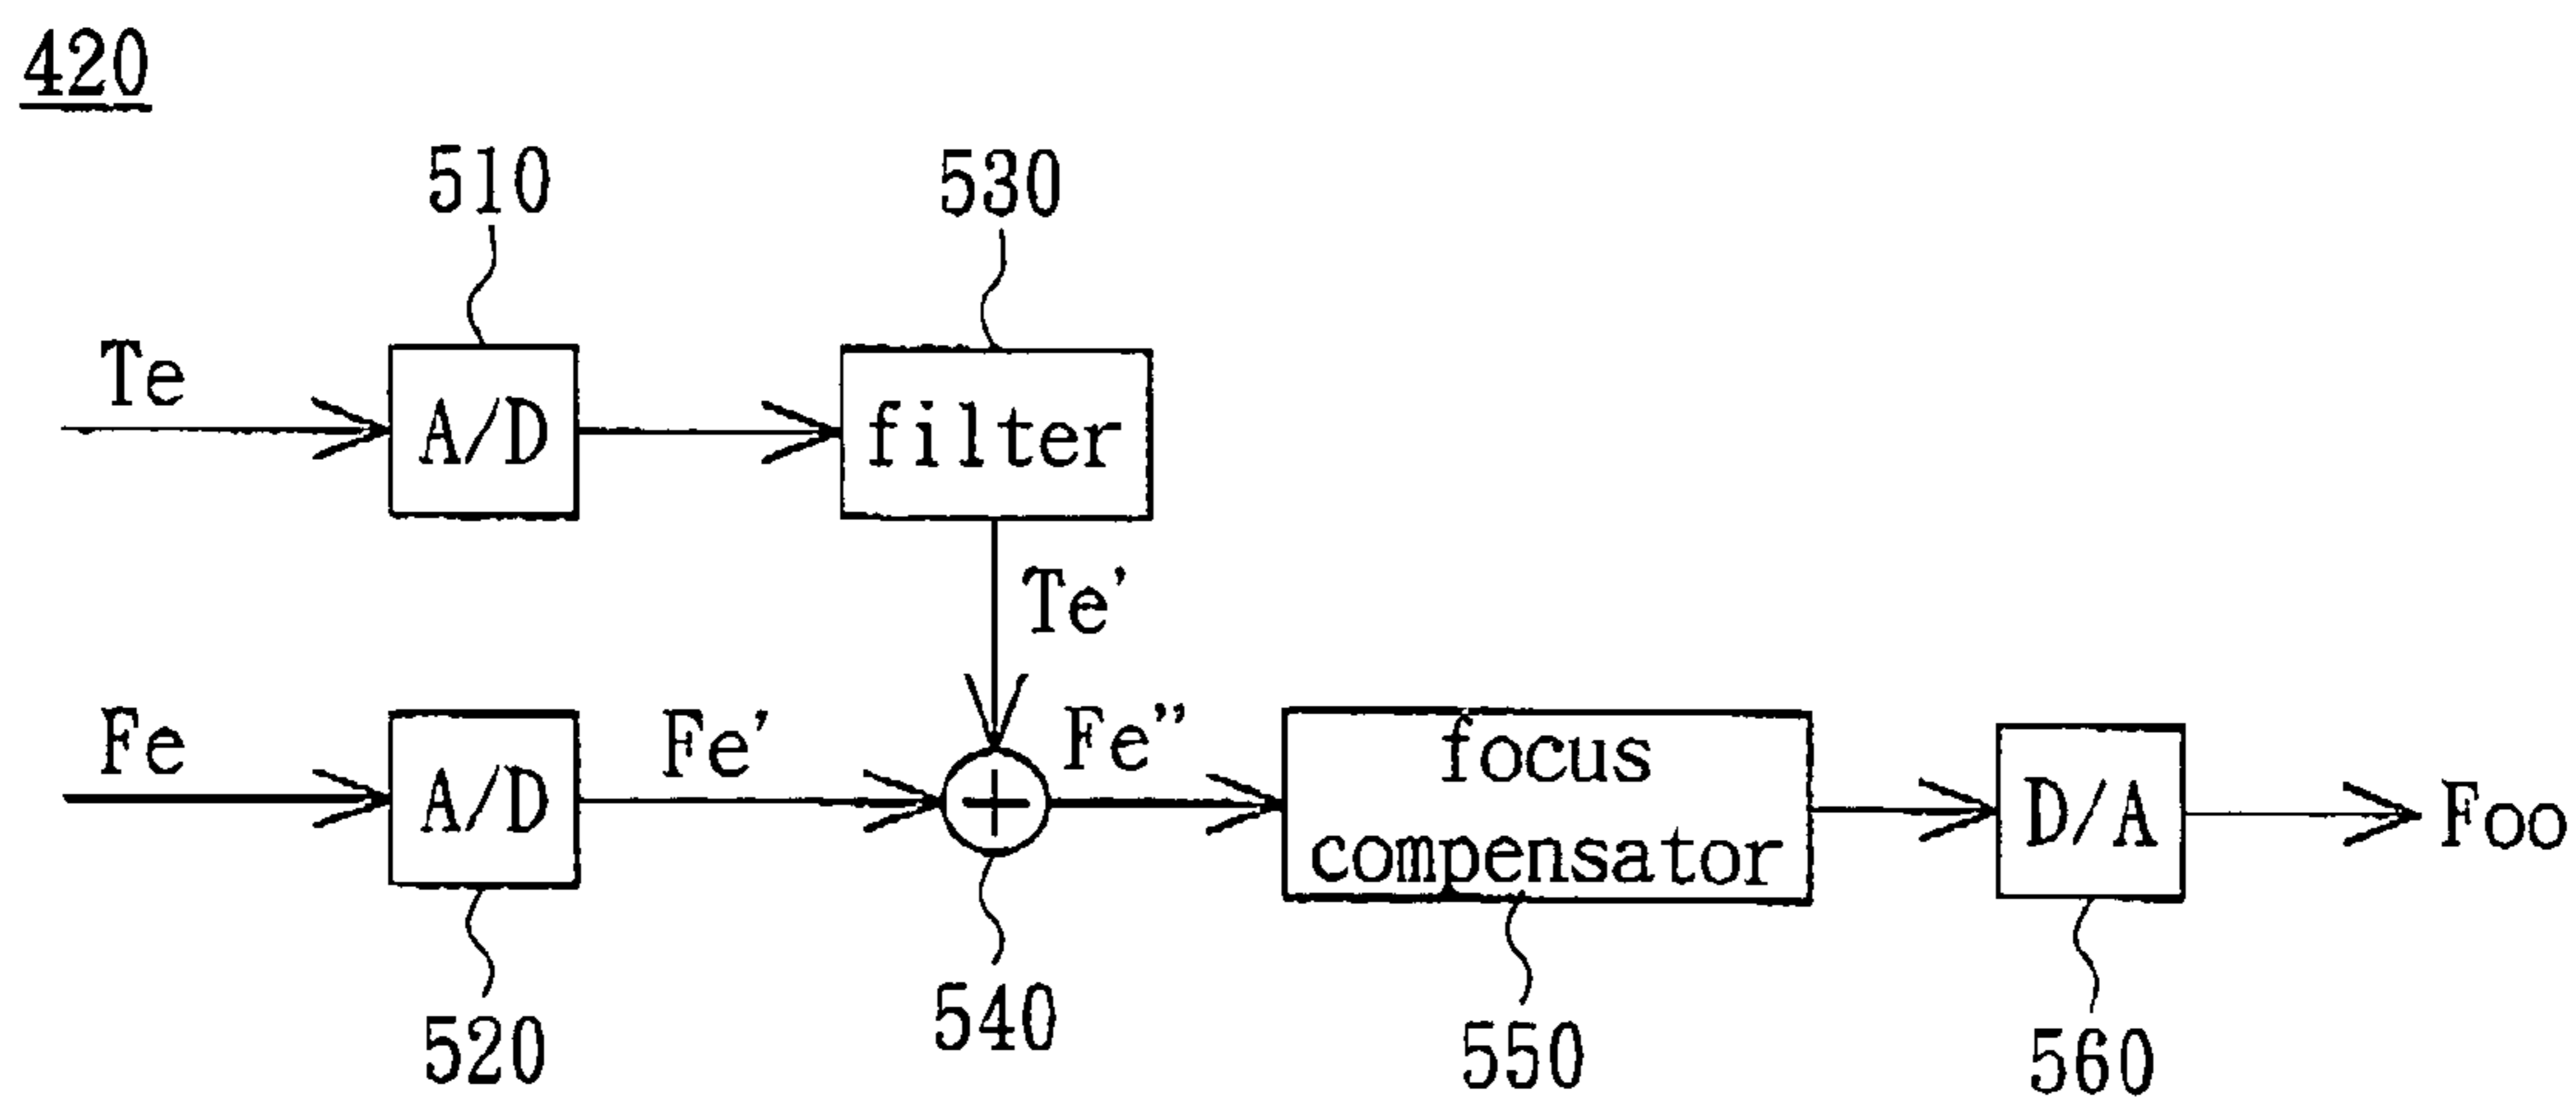 420
510
530
Te
A/D
filter
Te'
Fe
A/D
Fe'
Fe”
focus
compensator
D/A
Foo
520
540
550
560